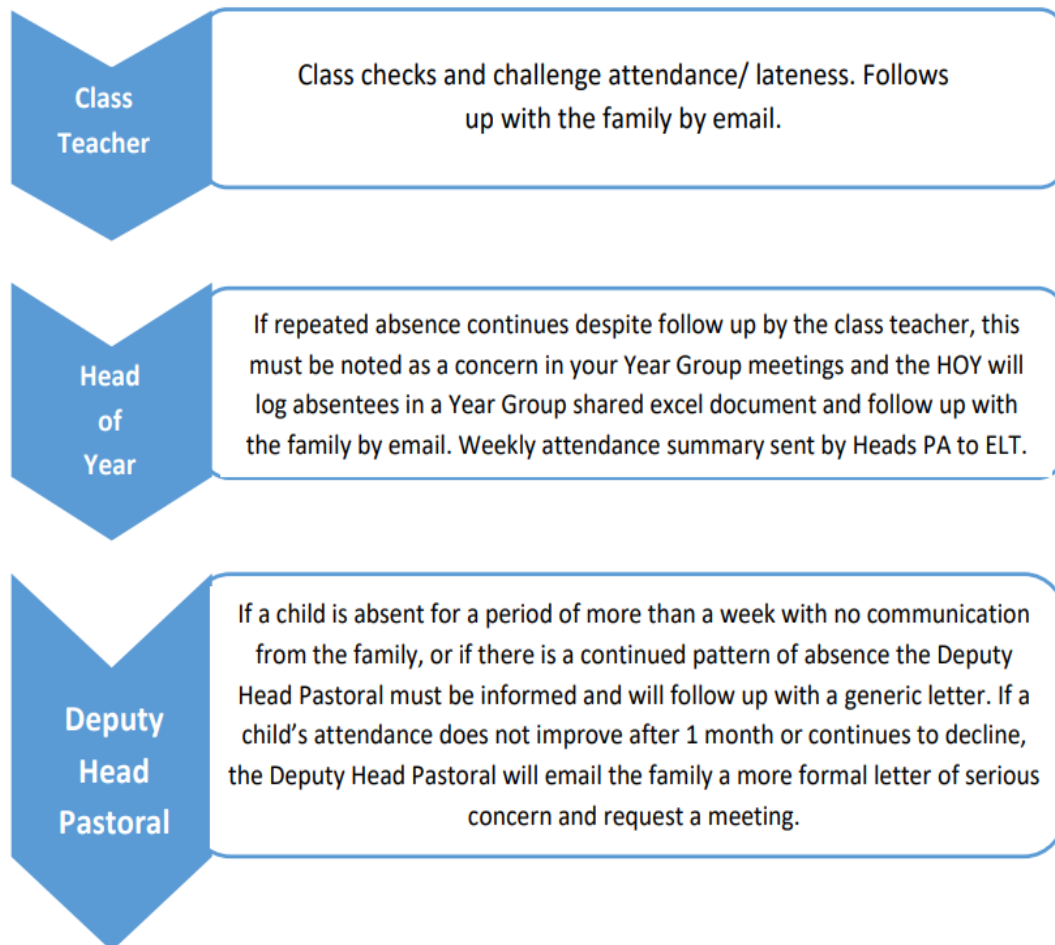 Class
Teacher
Class checks and challenge attendance/ lateness. Follows
up with the family by email.
Head
of
Year
If repeated absence continues despite follow up by the class teacher, this
must be noted as a concern in your Year Group meetings and the HOY will
log absentees in a Year Group shared excel document and follow up with
the family by email. Weekly attendance summary sent by Heads PA to ELT.
Deputy
Head
Pastoral
If a child is absent for a period of more than a week with no communication
from the family, or if there is a continued pattern of absence the Deputy
Head Pastoral must be informed and will follow up with a generic letter. If a
child’s attendance does not improve after 1 month or continues to decline,
the Deputy Head Pastoral will email the family a more formal letter of serious
concern and request a meeting.